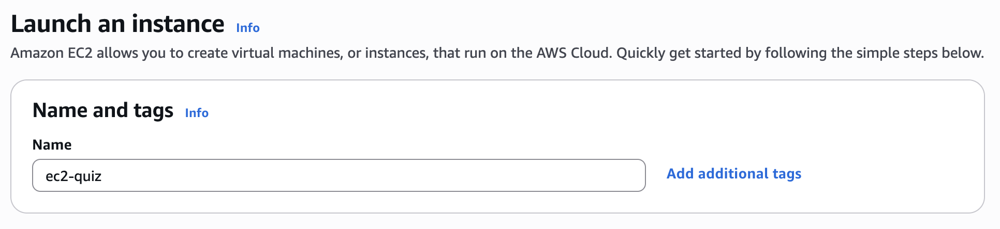 Launch an instance Info
Amazon EC2 allows you to create virtual machines, or instances, that run on the AWS Cloud. Quickly get started by following the simple steps below.
Name and tags Info
Name
ec2-quiz
Add additional tags